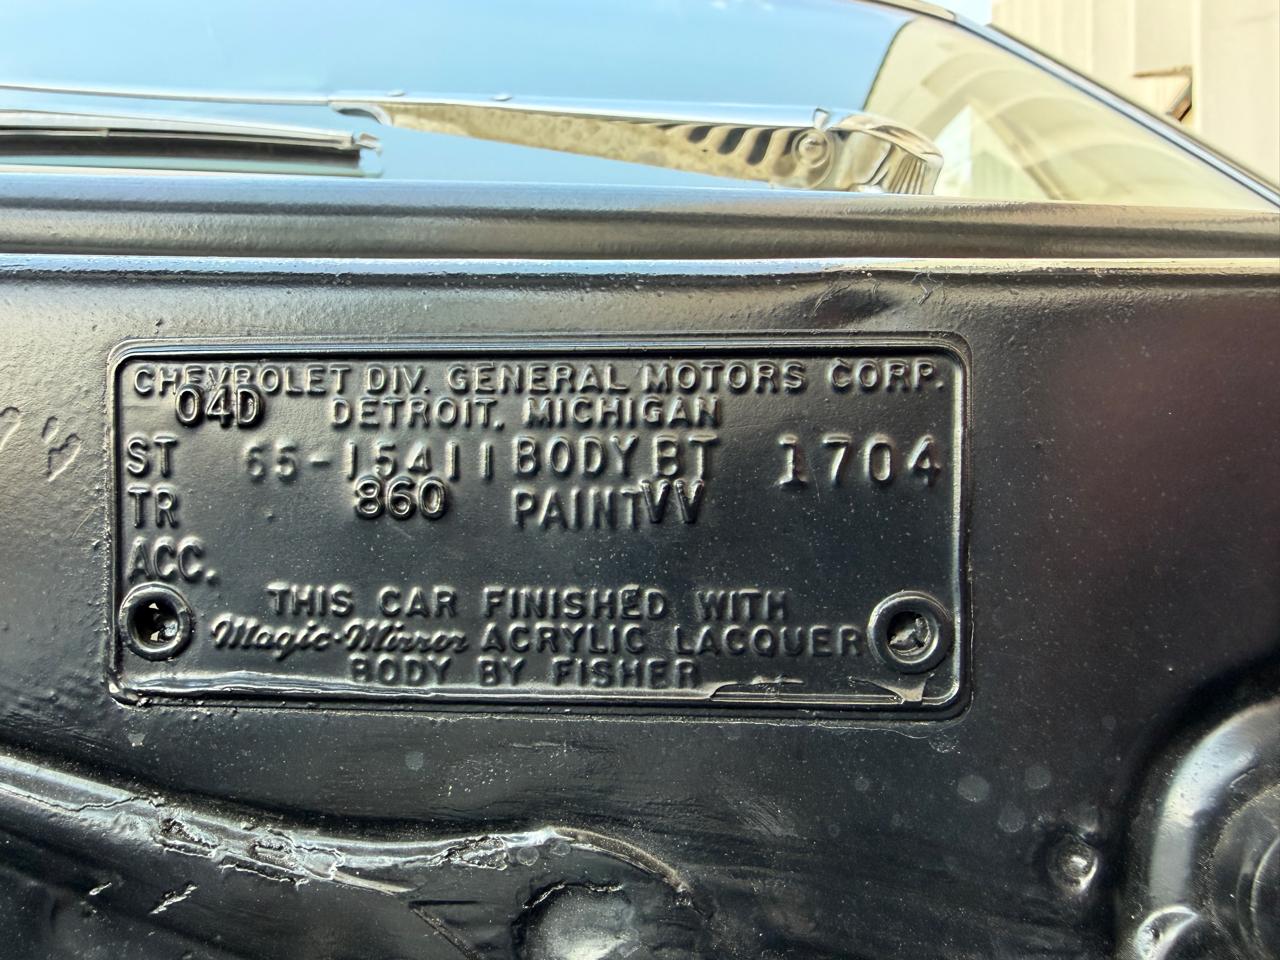 CHEVROLET DIV. GENERAL MOTORS CORP.
04D DETROIT, MICHIGAN
ST 65-15411 BODY BT 1704
TR 860 PAINT VV
ACC.
THIS CAR FINISHED WITH
Magic-Mirror ACRYLIC LACQUER
BODY BY FISHER